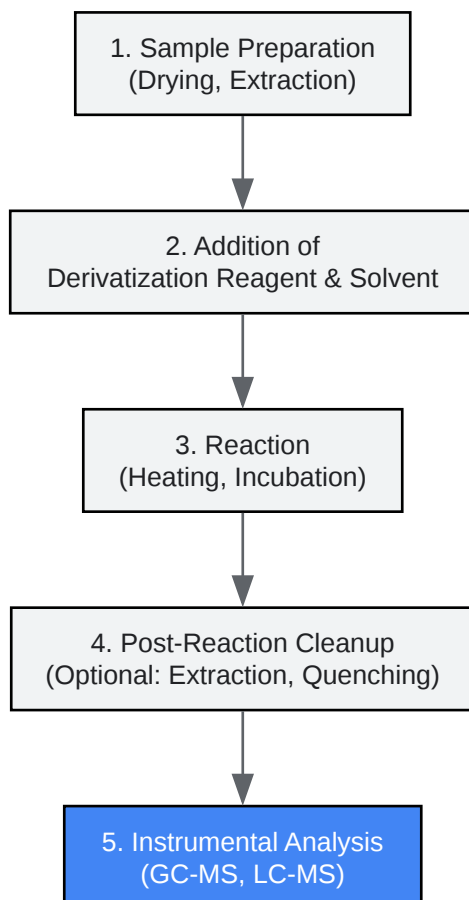 1. Sample Preparation
(Drying, Extraction)
2. Addition of
Derivatization Reagent & Solvent
3. Reaction
(Heating, Incubation)
4. Post-Reaction Cleanup
(Optional: Extraction, Quenching)
5. Instrumental Analysis
(GC-MS, LC-MS)